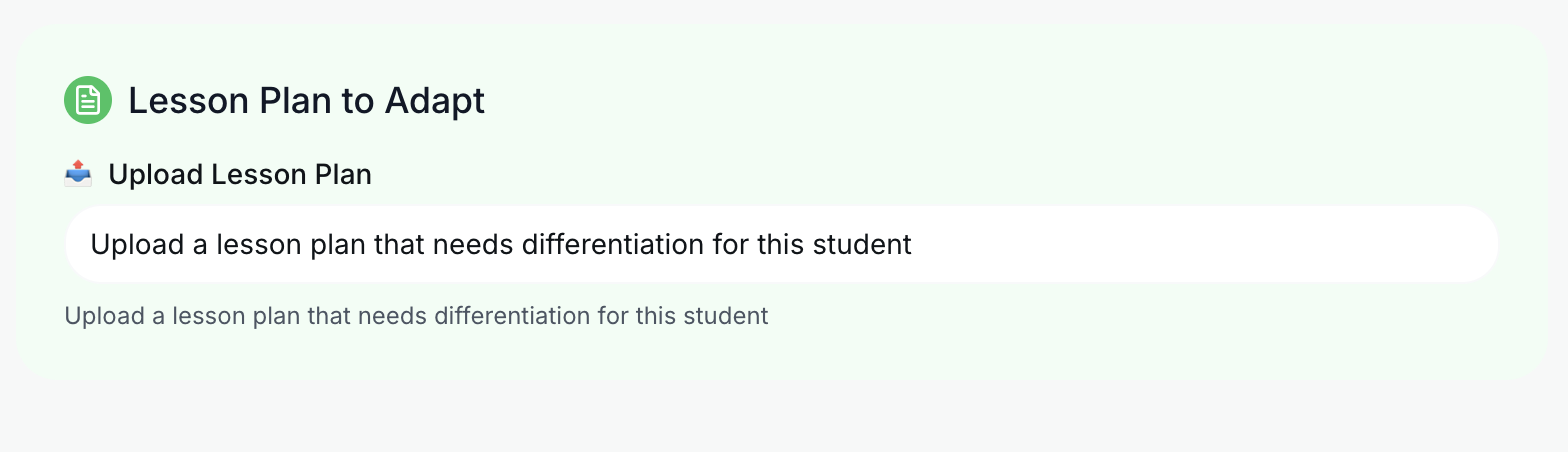 Lesson Plan to Adapt
Upload Lesson Plan
Upload a lesson plan that needs differentiation for this student
Upload a lesson plan that needs differentiation for this student